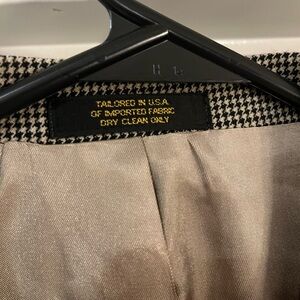 TAILORED IN U.S.A.
OF IMPORTED FABRIC
DRY CLEAN ONLY